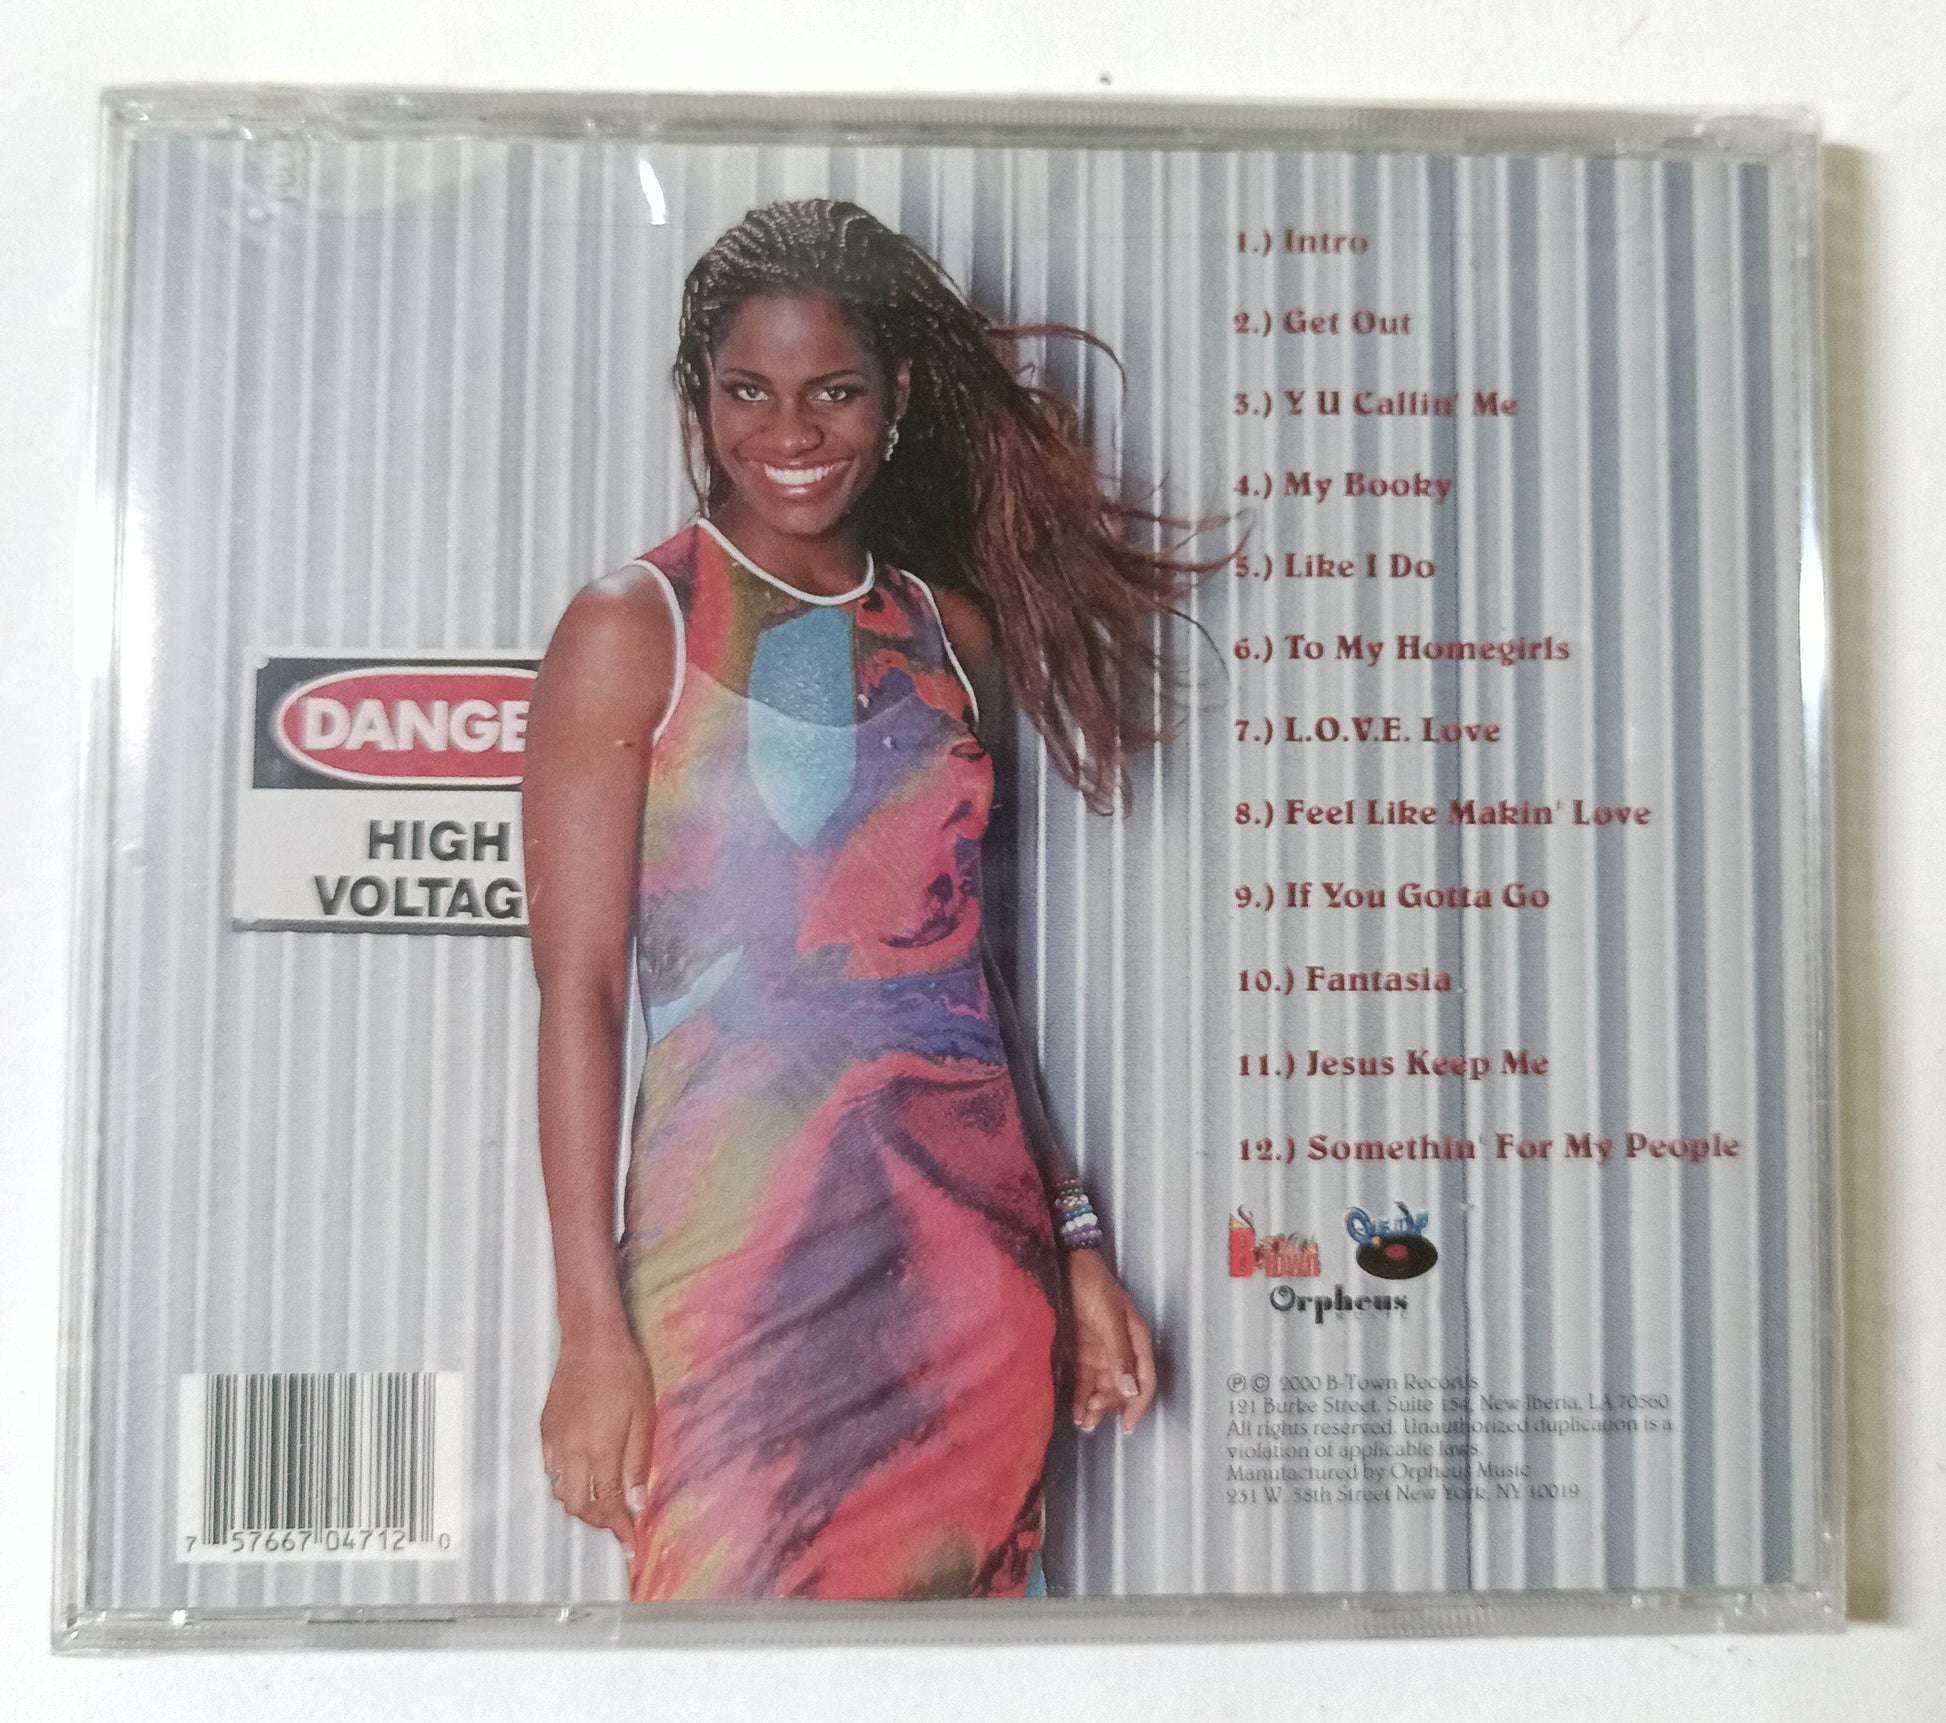 1.) Intro
2.) Get Out
3.) Y U Callin' Me
4.) My Booky
5.) Like I Do
6.) To My Homegirls
7.) L.O.V.E. Love
8.) Feel Like Makin' Love
9.) If You Gotta Go
10.) Fantasia
11.) Jesus Keep Me
12.) Somethin' For My People
DANGE
HIGH
VOLTAG
B-Town
Orpheus
MUSIC
℗ © 2000 B-Town Records
121 Burke Street, Suite 154, New Iberia, LA 70560
All rights reserved. Unauthorized duplication is a
violation of applicable laws.
Manufactured by Orpheus Music
231 W. 58th Street New York, NY 10019
7 57667 04712 0